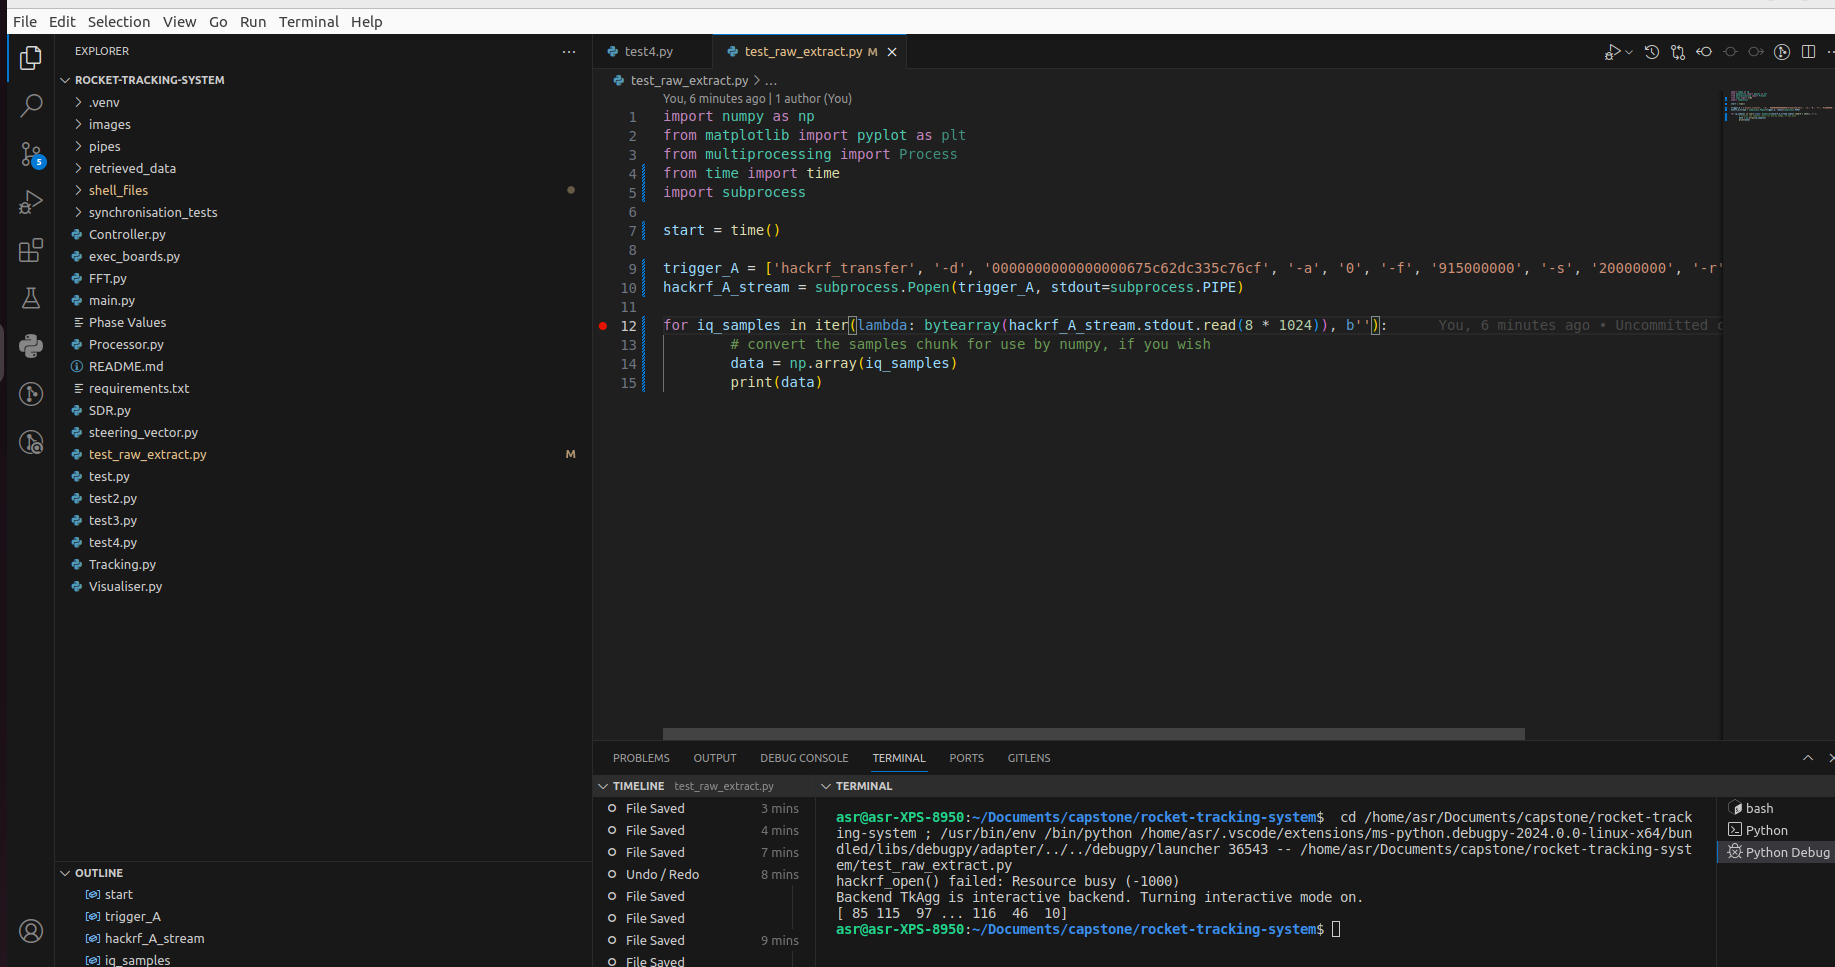 File Edit Selection View Go Run Terminal Help
EXPLORER
ROCKET-TRACKING-SYSTEM
.venv
images
pipes
retrieved_data
shell_files
synchronisation_tests
Controller.py
exec_boards.py
FFT.py
main.py
Phase Values
Processor.py
README.md
requirements.txt
SDR.py
steering_vector.py
test_raw_extract.py M
test.py
test2.py
test3.py
test4.py
Tracking.py
Visualiser.py
OUTLINE
start
trigger_A
hackrf_A_stream
iq_samples
5
test4.py
test_raw_extract.py M
test_raw_extract.py > ...
You, 6 minutes ago | 1 author (You)
1 import numpy as np
2 from matplotlib import pyplot as plt
3 from multiprocessing import Process
4 from time import time
5 import subprocess
6
7 start = time()
8
9 trigger_A = ['hackrf_transfer', '-d', '0000000000000000675c62dc335c76cf', '-a', '0', '-f', '915000000', '-s', '20000000', '-r'
10 hackrf_A_stream = subprocess.Popen(trigger_A, stdout=subprocess.PIPE)
11
12 for iq_samples in iter(lambda: bytearray(hackrf_A_stream.stdout.read(8 * 1024)), b''): You, 6 minutes ago • Uncommitted c
13 # convert the samples chunk for use by numpy, if you wish
14 data = np.array(iq_samples)
15 print(data)
PROBLEMS OUTPUT DEBUG CONSOLE TERMINAL PORTS GITLENS
TIMELINE test_raw_extract.py
File Saved 3 mins
File Saved 4 mins
File Saved 7 mins
Undo / Redo 8 mins
File Saved
File Saved
File Saved 9 mins
File Saved
TERMINAL
asr@asr-XPS-8950:~/Documents/capstone/rocket-tracking-system$ cd /home/asr/Documents/capstone/rocket-track
ing-system ; /usr/bin/env /bin/python /home/asr/.vscode/extensions/ms-python.debugpy-2024.0.0-linux-x64/bun
dled/libs/debugpy/adapter/../../debugpy/launcher 36543 -- /home/asr/Documents/capstone/rocket-tracking-syst
em/test_raw_extract.py
hackrf_open() failed: Resource busy (-1000)
Backend TkAgg is interactive backend. Turning interactive mode on.
[ 85 115  97 ... 116  46  10]
asr@asr-XPS-8950:~/Documents/capstone/rocket-tracking-system$
bash
Python
Python Debug